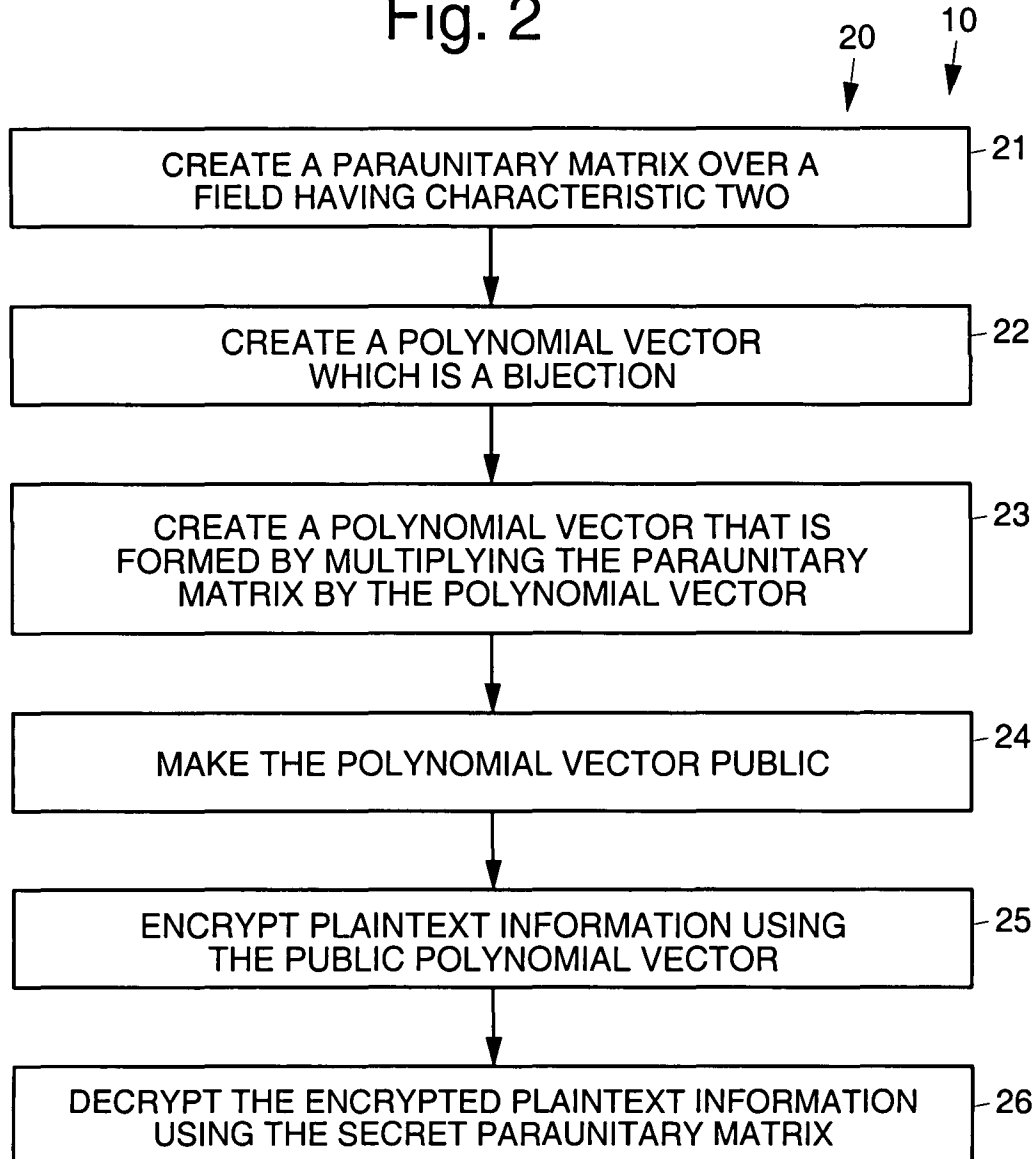 Fig. 2
20
10
CREATE A PARAUNITARY MATRIX OVER A
FIELD HAVING CHARACTERISTIC TWO
21
CREATE A POLYNOMIAL VECTOR
WHICH IS A BIJECTION
22
CREATE A POLYNOMIAL VECTOR THAT IS
FORMED BY MULTIPLYING THE PARAUNITARY
MATRIX BY THE POLYNOMIAL VECTOR
23
MAKE THE POLYNOMIAL VECTOR PUBLIC
24
ENCRYPT PLAINTEXT INFORMATION USING
THE PUBLIC POLYNOMIAL VECTOR
25
DECRYPT THE ENCRYPTED PLAINTEXT INFORMATION
USING THE SECRET PARAUNITARY MATRIX
26